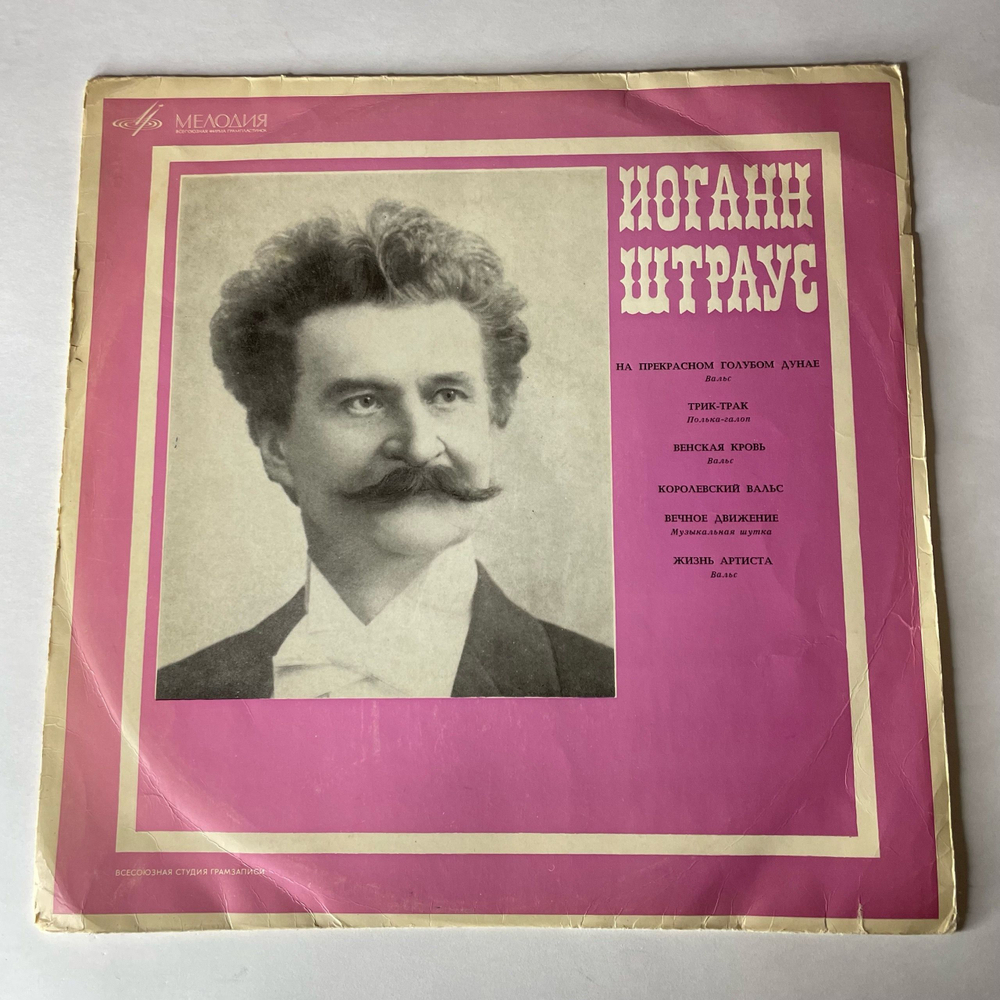 МЕЛОДИЯ
ВСЕСОЮЗНАЯ ФИРМА ГРАМПЛАСТИНОК
ИОГАНН
ШТРАУС
НА ПРЕКРАСНОМ ГОЛУБОМ ДУНАЕ
Вальс
ТРИК-ТРАК
Полька-галоп
ВЕНСКАЯ КРОВЬ
Вальс
КОРОЛЕВСКИЙ ВАЛЬС
ВЕЧНОЕ ДВИЖЕНИЕ
Музыкальная шутка
ЖИЗНЬ АРТИСТА
Вальс
ВСЕСОЮЗНАЯ СТУДИЯ ГРАМЗАПИСИ